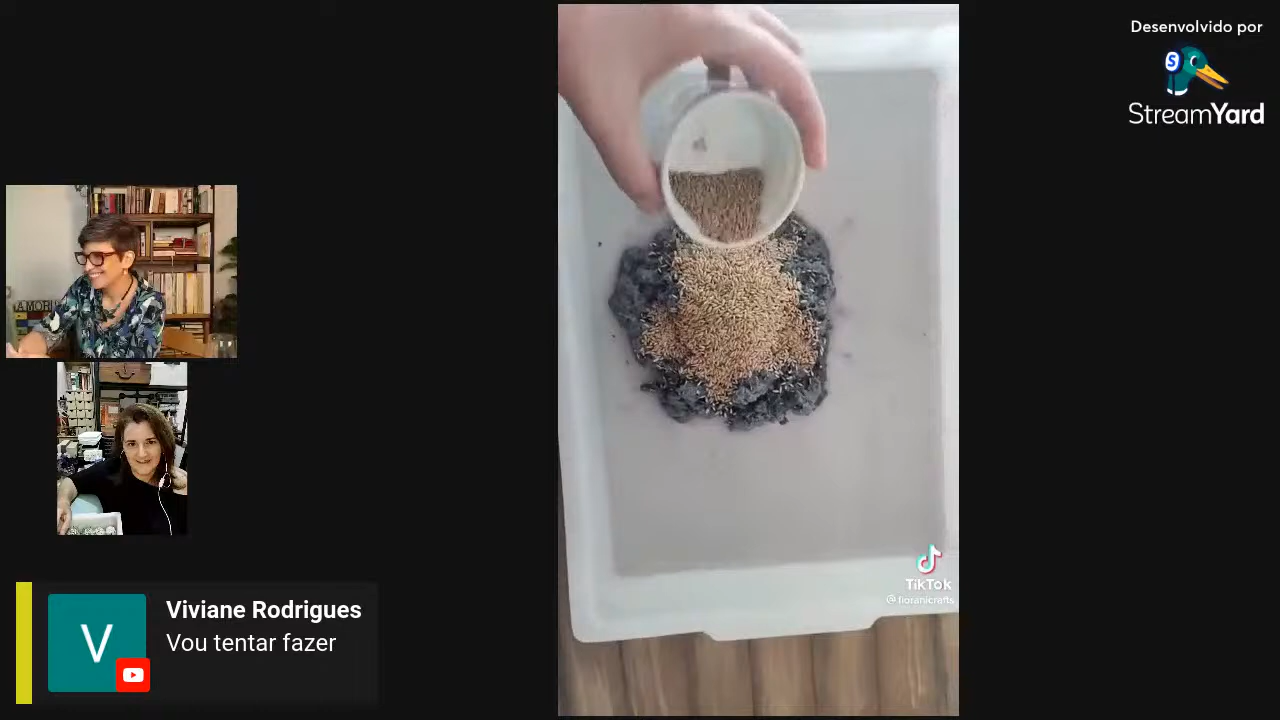 Desenvolvido por
StreamYard
TikTok
@fioranicrafts
Viviane Rodrigues
Vou tentar fazer
V